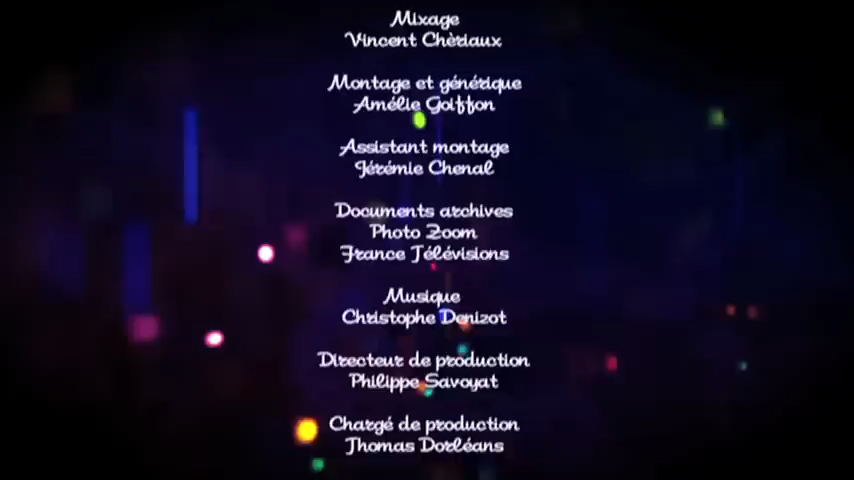 Mixage
Vincent Chèriaux
Montage et générique
Amélie Goiffon
Assistant montage
Jérémie Chenal
Documents archives
Photo Zoom
France Télévisions
Musique
Christophe Denizot
Directeur de production
Philippe Savoyat
Chargé de production
Thomas Dorléans